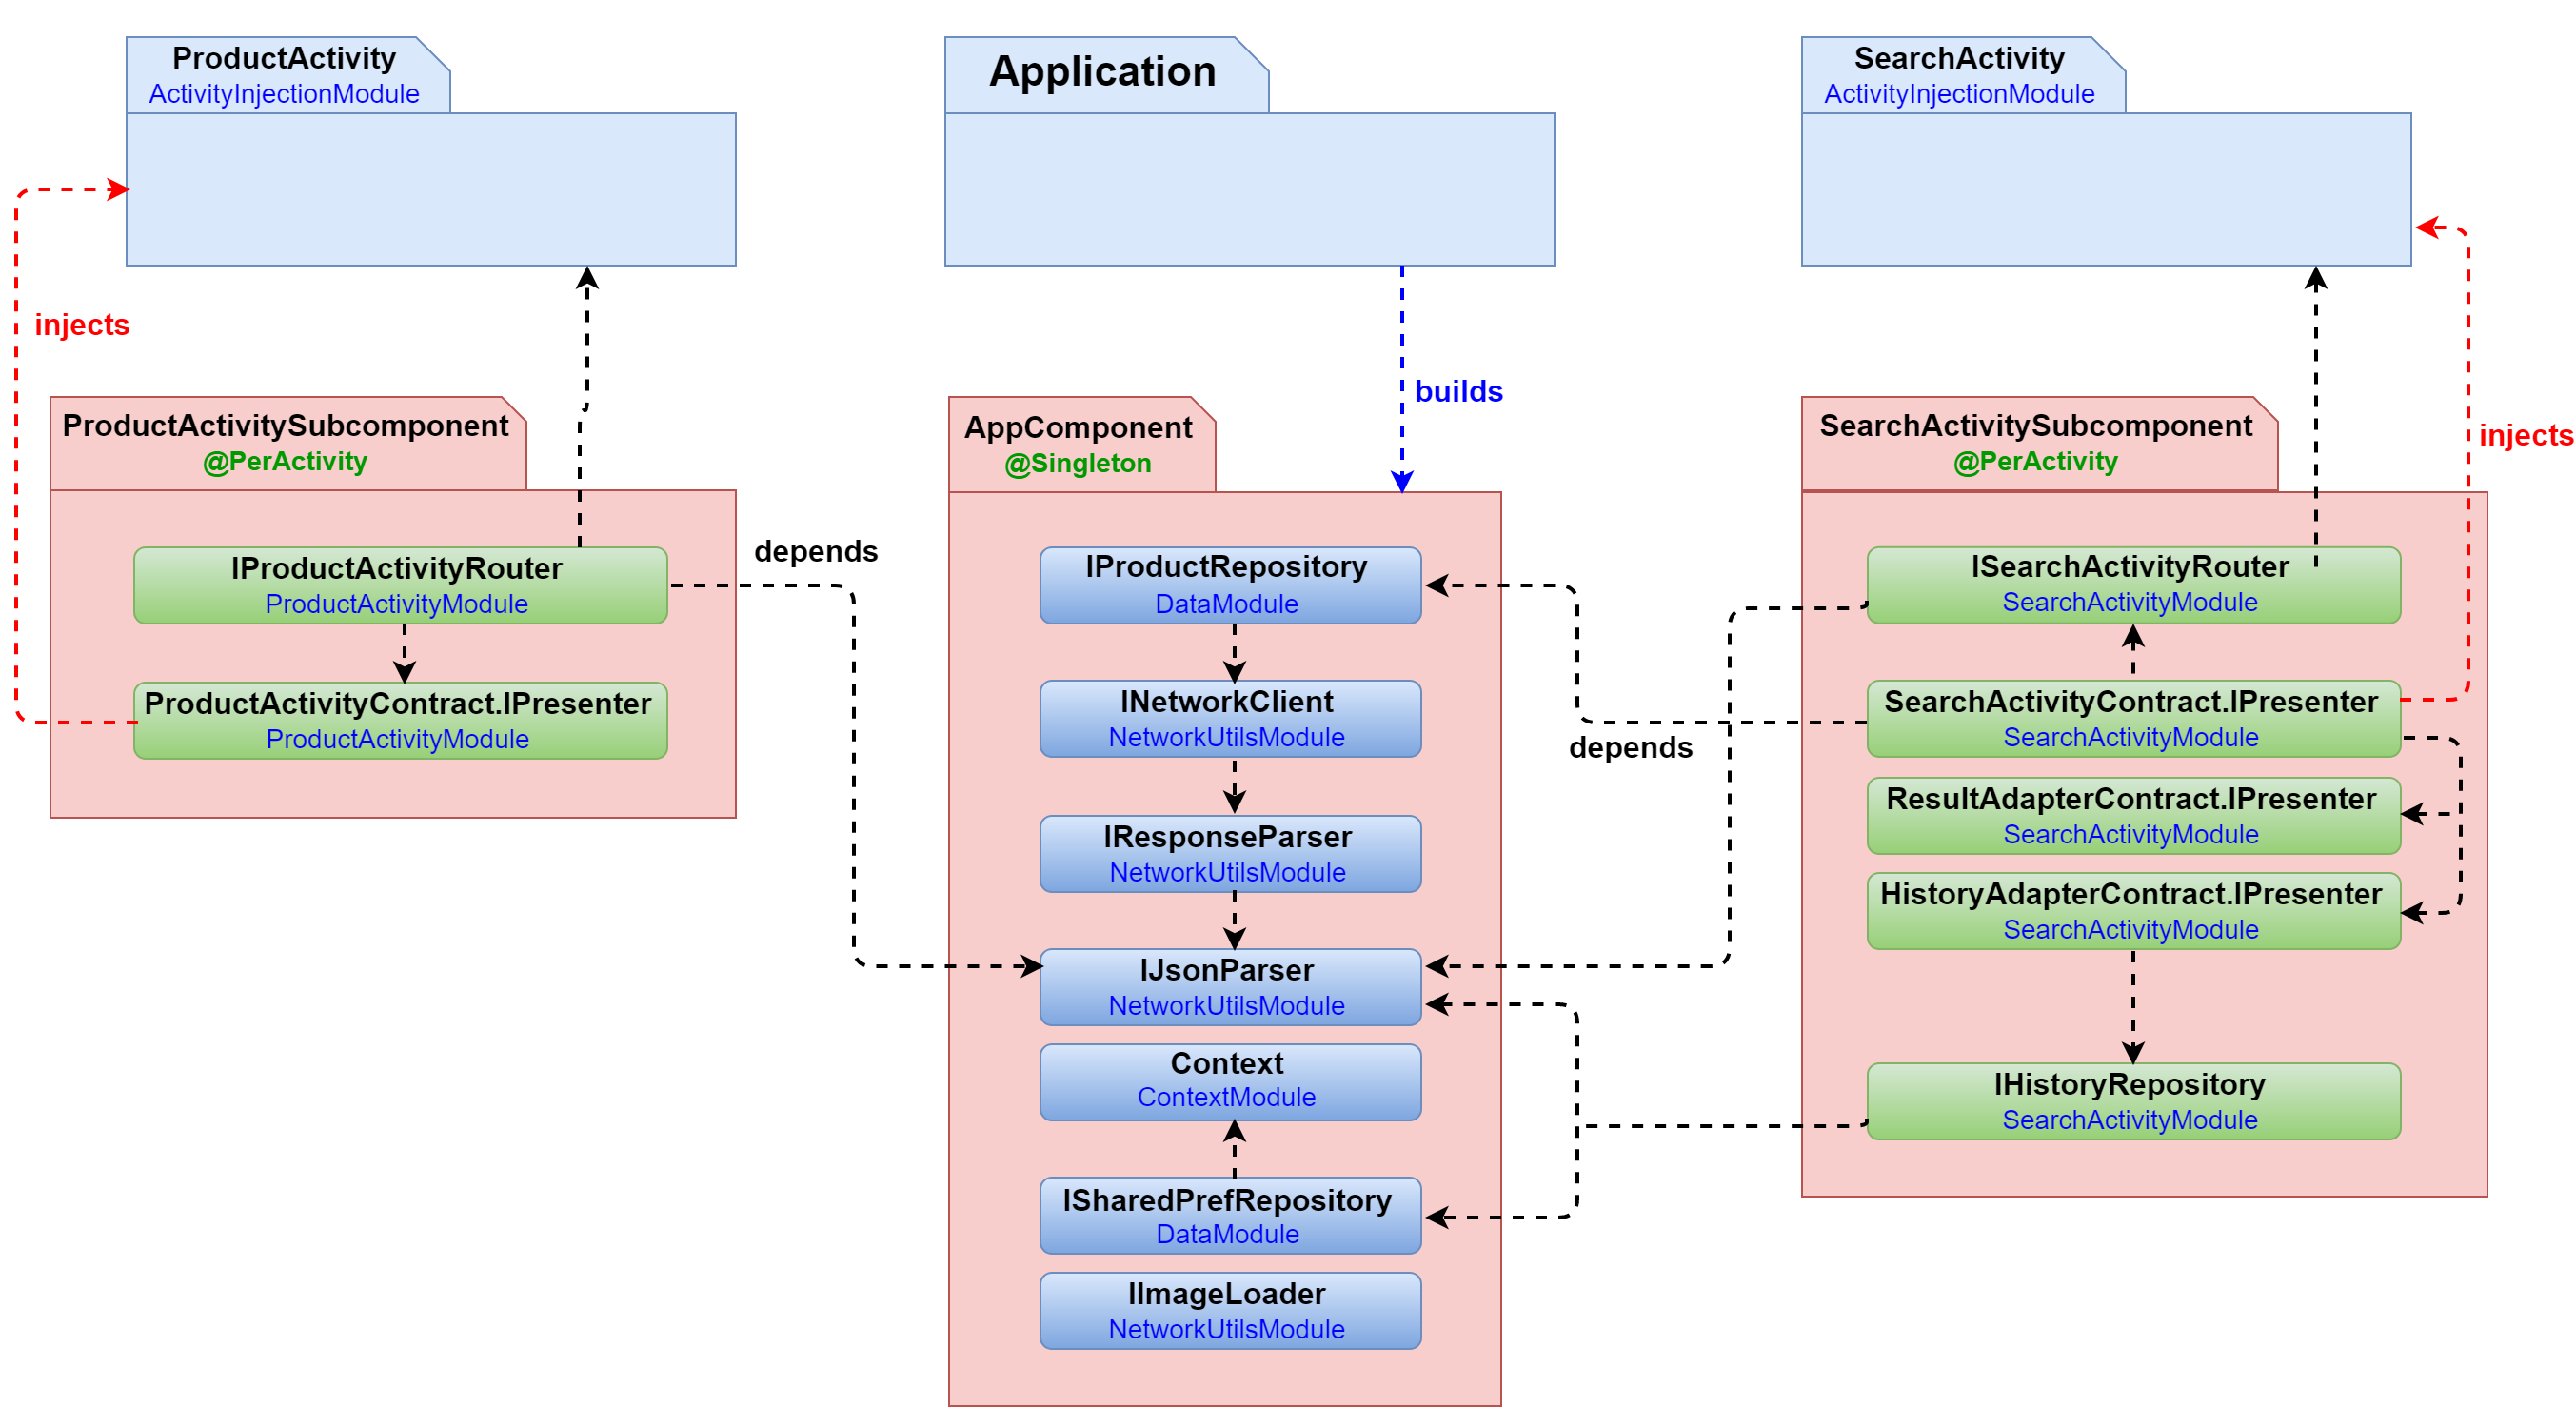 ProductActivity
ActivityInjectionModule
Application
SearchActivity
ActivityInjectionModule
injects
builds
injects
ProductActivitySubcomponent
@PerActivity
AppComponent
@Singleton
SearchActivitySubcomponent
@PerActivity
IProductActivityRouter
ProductActivityModule
ProductActivityContract.IPresenter
ProductActivityModule
depends
IProductRepository
DataModule
INetworkClient
NetworkUtilsModule
IResponseParser
NetworkUtilsModule
IJsonParser
NetworkUtilsModule
Context
ContextModule
ISharedPrefRepository
DataModule
IImageLoader
NetworkUtilsModule
depends
ISearchActivityRouter
SearchActivityModule
SearchActivityContract.IPresenter
SearchActivityModule
ResultAdapterContract.IPresenter
SearchActivityModule
HistoryAdapterContract.IPresenter
SearchActivityModule
IHistoryRepository
SearchActivityModule